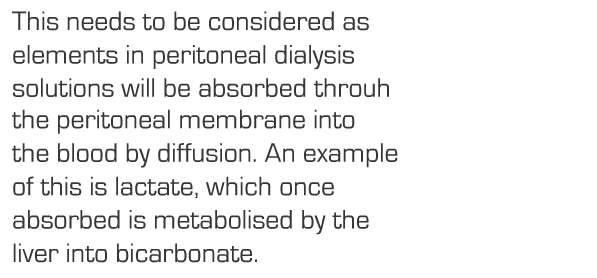 This needs to be considered as
elements in peritoneal dialysis
solutions will be absorbed throuh
the peritoneal membrane into
the blood by diffusion. An example
of this is lactate, which once
absorbed is metabolised by the
liver into bicarbonate.